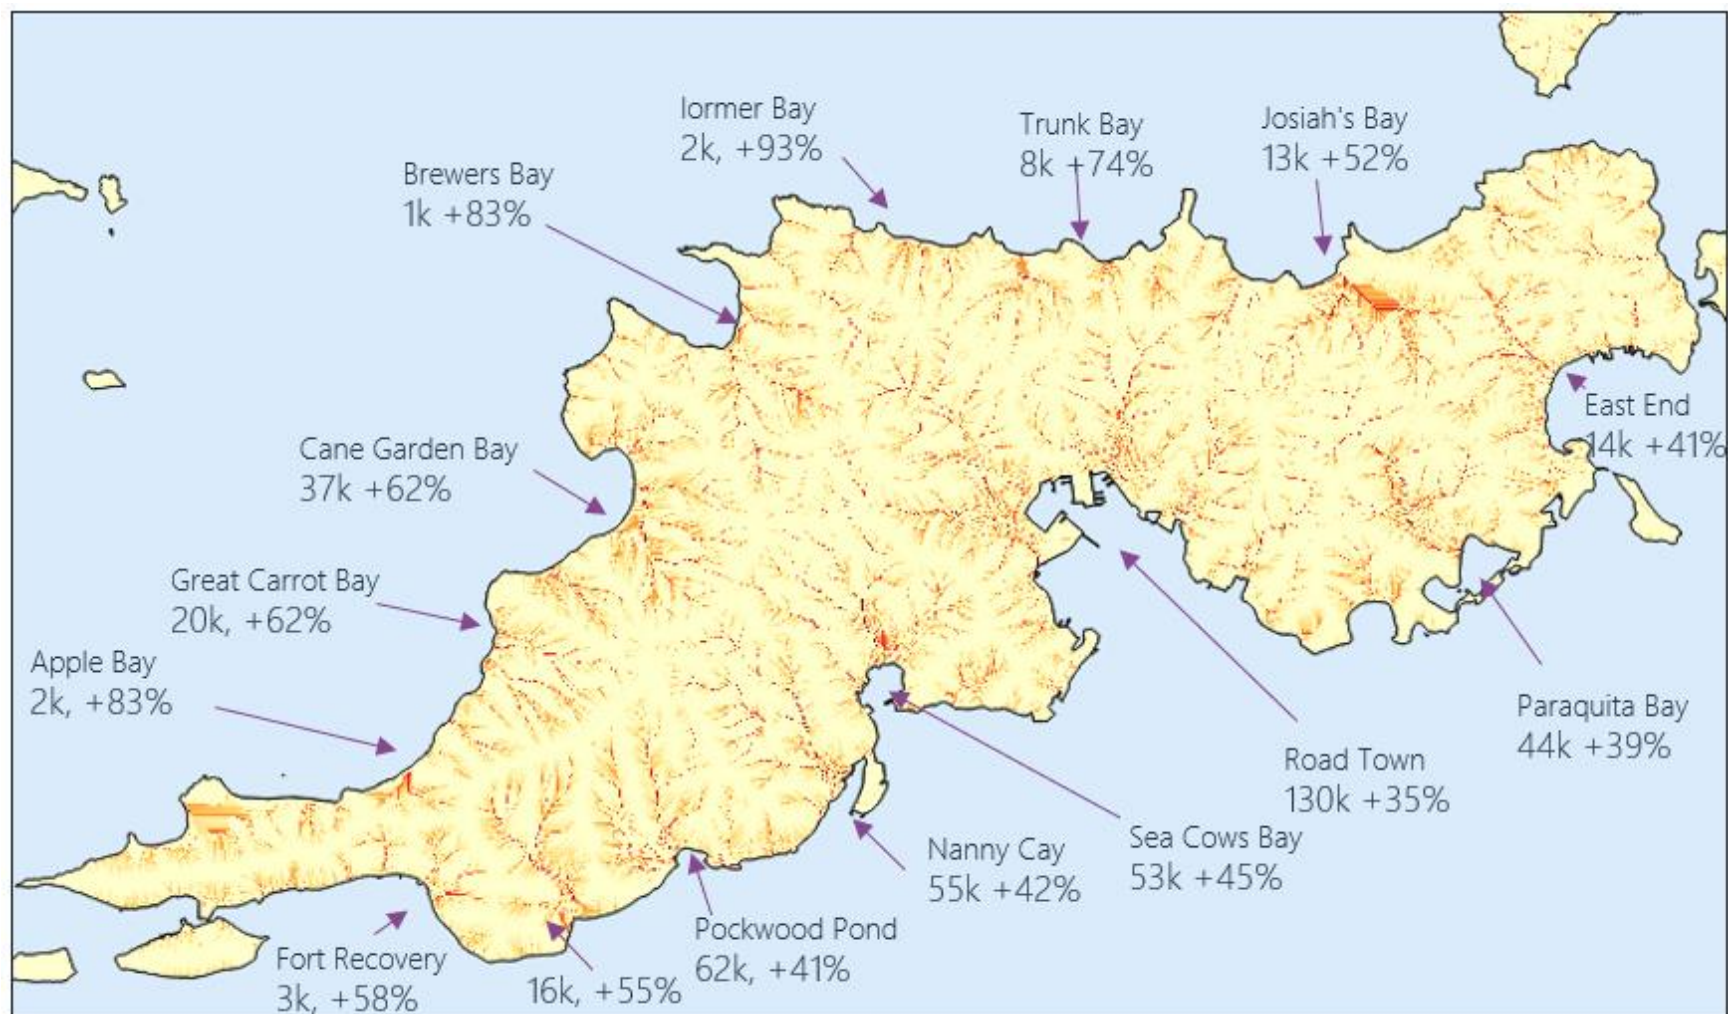 Iormer Bay
2k, +93%
Trunk Bay
8k +74%
Josiah's Bay
13k +52%
Brewers Bay
1k +83%
East End
14k +41%
Cane Garden Bay
37k +62%
Great Carrot Bay
20k, +62%
Apple Bay
2k, +83%
Paraquita Bay
44k +39%
Road Town
130k +35%
Sea Cows Bay
53k +45%
Nanny Cay
55k +42%
Pockwood Pond
62k, +41%
Fort Recovery
3k, +58%
16k, +55%